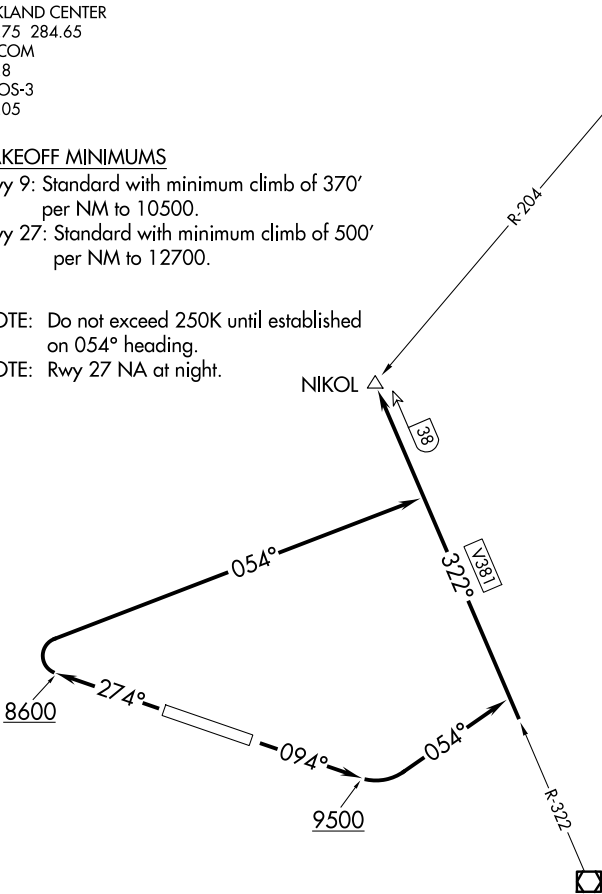 KLAND CENTER
75 284.65
COM
8
OS-3
05
AKEOFF MINIMUMS
vy 9: Standard with minimum climb of 370'
per NM to 10500.
vy 27: Standard with minimum climb of 500'
per NM to 12700.
OTE: Do not exceed 250K until established
on 054° heading.
OTE: Rwy 27 NA at night.
R-204
NIKOL
38
054°
V381
322°
274°
8600
094°
054°
9500
R-322